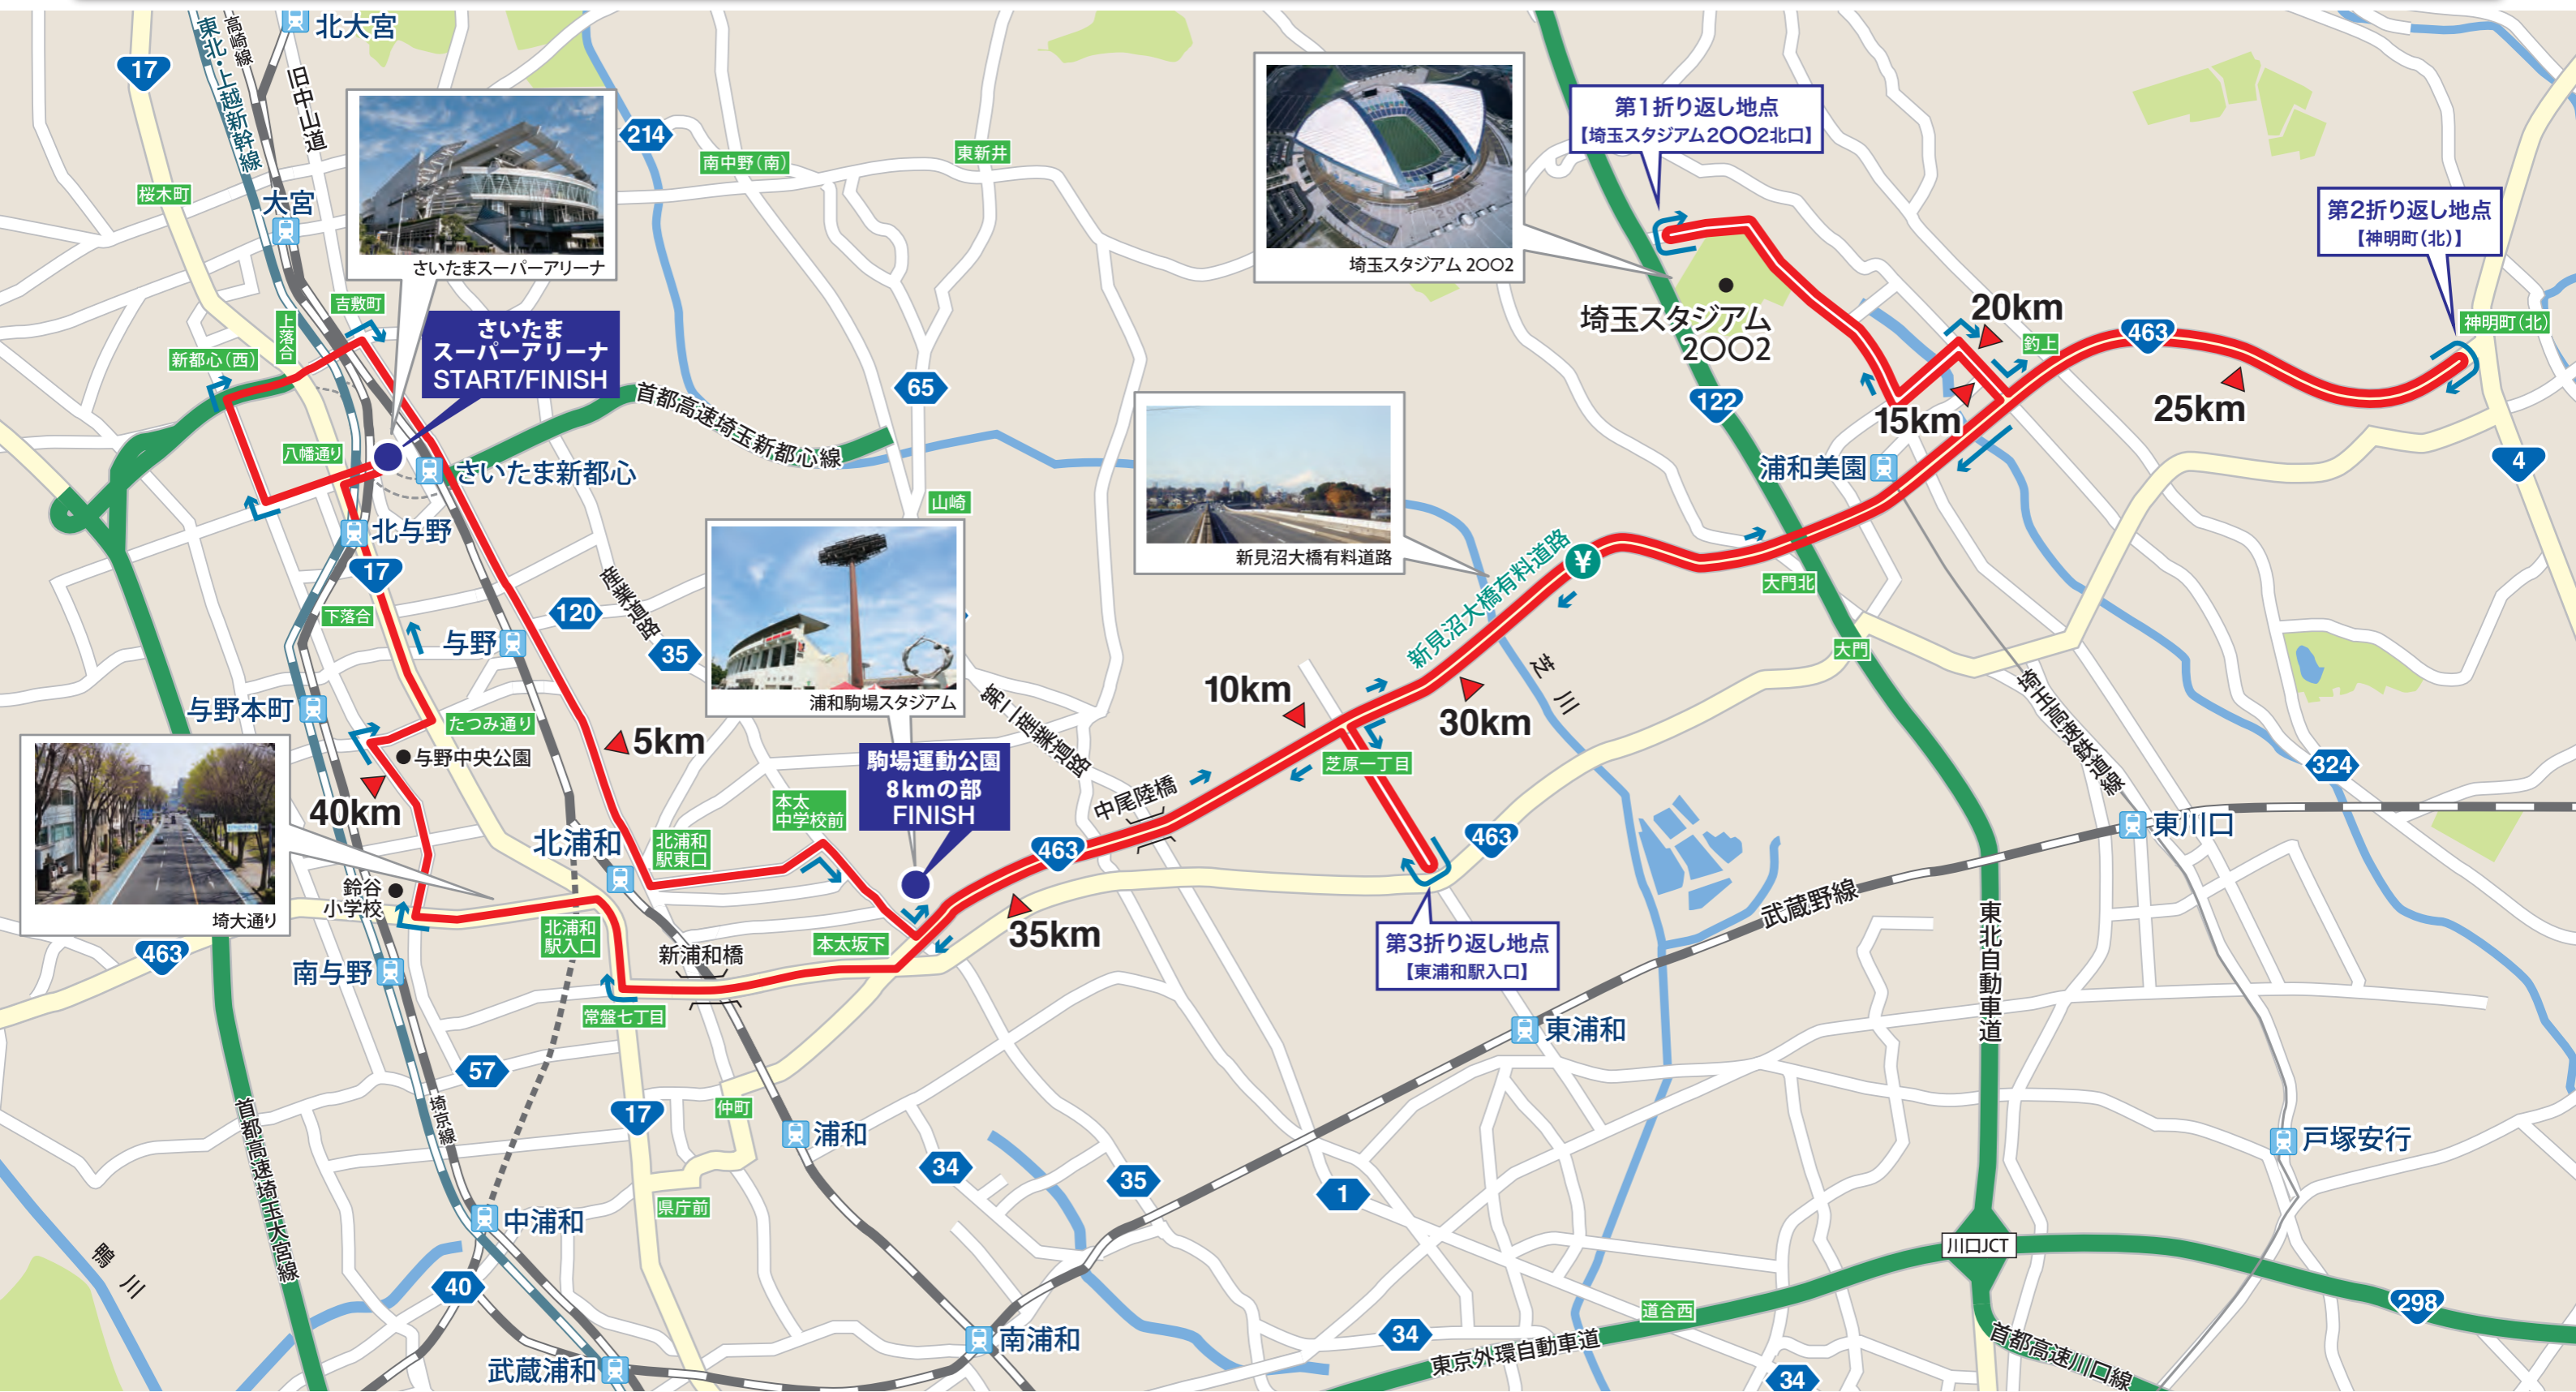 北大宮
高崎線
東北・上越新幹線
旧中山道
17
桜木町
大宮
さいたまスーパーアリーナ
214
南中野（南）
東新井
埼玉スタジアム 2〇〇2
第1折り返し地点
【埼玉スタジアム2〇〇2北口】
第2折り返し地点
【神明町（北）】
吉敷町
上落合
新都心（西）
さいたま
スーパーアリーナ
START/FINISH
首都高速埼玉新都心線
65
埼玉スタジアム
2〇〇2
20km
釣上
463
神明町（北）
122
15km
25km
4
八幡通り
さいたま新都心
浦和美園
山崎
北与野
17
新見沼大橋有料道路
新見沼大橋有料道路
¥
大門北
下落合
120
産業道路
与野
35
大門
芝川
浦和駒場スタジアム
第二産業道路
10km
30km
埼玉高速鉄道線
与野本町
たつみ通り
与野中央公園
5km
40km
駒場運動公園
8kmの部
FINISH
芝原一丁目
324
中尾陸橋
本太
中学校前
北浦和
北浦和
駅東口
463
463
東川口
埼大通り
鈴谷
小学校
北浦和
駅入口
新浦和橋
本太坂下
35km
第3折り返し地点
【東浦和駅入口】
武蔵野線
東北自動車道
463
南与野
常盤七丁目
東浦和
57
埼京線
17
仲町
浦和
戸塚安行
首都高速埼玉大宮線
34
35
1
県庁前
中浦和
鴨川
40
川口JCT
298
道合西
34
東京外環自動車道
首都高速川口線
南浦和
武蔵浦和
34